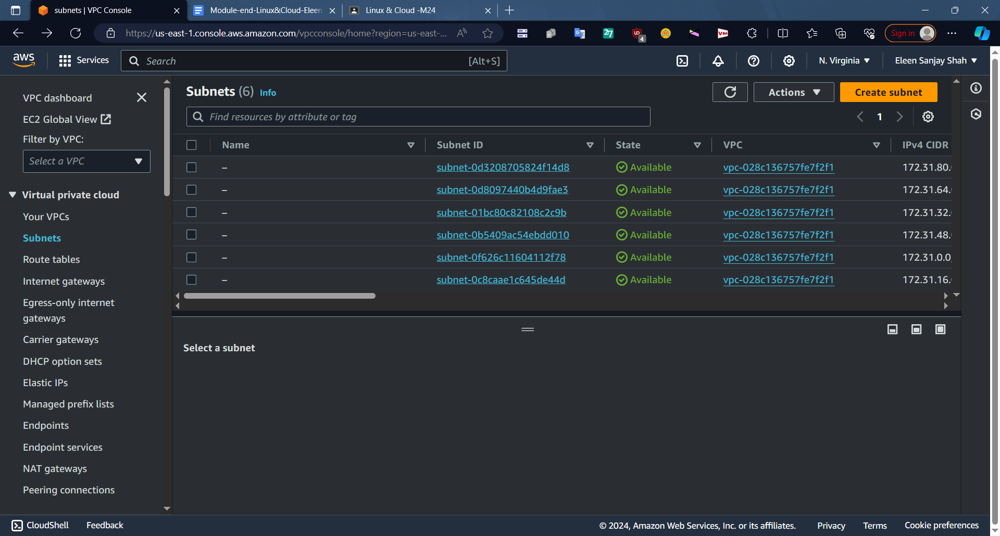 subnets | VPC Console
Module-end-Linux&Cloud-Eleen
Linux & Cloud -M24
https://us-east-1.console.aws.amazon.com/vpcconsole/home?region=us-east-...
27
UD
4
VM
Sign in
aws
Services
Search
[Alt+S]
N. Virginia
Eleen Sanjay Shah
VPC dashboard
EC2 Global View
Filter by VPC:
Select a VPC
Virtual private cloud
Your VPCs
Subnets
Route tables
Internet gateways
Egress-only internet
gateways
Carrier gateways
DHCP option sets
Elastic IPs
Managed prefix lists
Endpoints
Endpoint services
NAT gateways
Peering connections
Subnets (6) Info
Actions
Create subnet
Find resources by attribute or tag
1
Name Subnet ID State VPC IPv4 CIDR
– subnet-0d3208705824f14d8 Available vpc-028c136757fe7f2f1 172.31.80.
– subnet-0d8097440b4d9fae3 Available vpc-028c136757fe7f2f1 172.31.64.
– subnet-01bc80c82108c2c9b Available vpc-028c136757fe7f2f1 172.31.32.
– subnet-0b5409ac54ebdd010 Available vpc-028c136757fe7f2f1 172.31.48.
– subnet-0f626c11604112f78 Available vpc-028c136757fe7f2f1 172.31.0.0
– subnet-0c8caae1c645de44d Available vpc-028c136757fe7f2f1 172.31.16.
Select a subnet
CloudShell
Feedback
© 2024, Amazon Web Services, Inc. or its affiliates.
Privacy
Terms
Cookie preferences